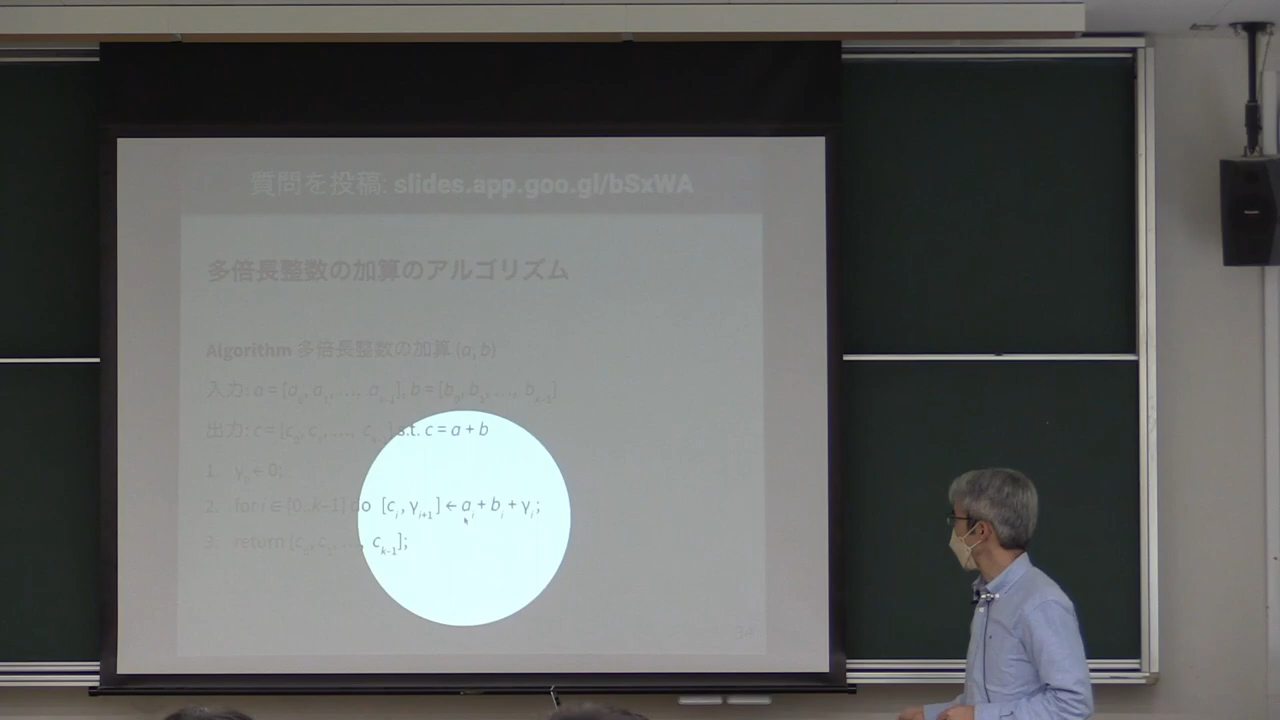 質問を投稿: slides.app.goo.gl/bSxWA
多倍長整数の加算のアルゴリズム
Algorithm 多倍長整数の加算 (a, b)
入力: a = [a₀, a₁, …, aₖ₋₁], b = [b₀, b₁, …, bₖ₋₁]
出力: c = [c₀, c₁, …, cₖ₋₁] s.t. c = a + b
1. γ₀ ← 0;
2. for i ∈ [0..k−1] do [cᵢ, γᵢ₊₁] ← aᵢ + bᵢ + γᵢ;
3. return [c₀, c₁, …, cₖ₋₁];
34